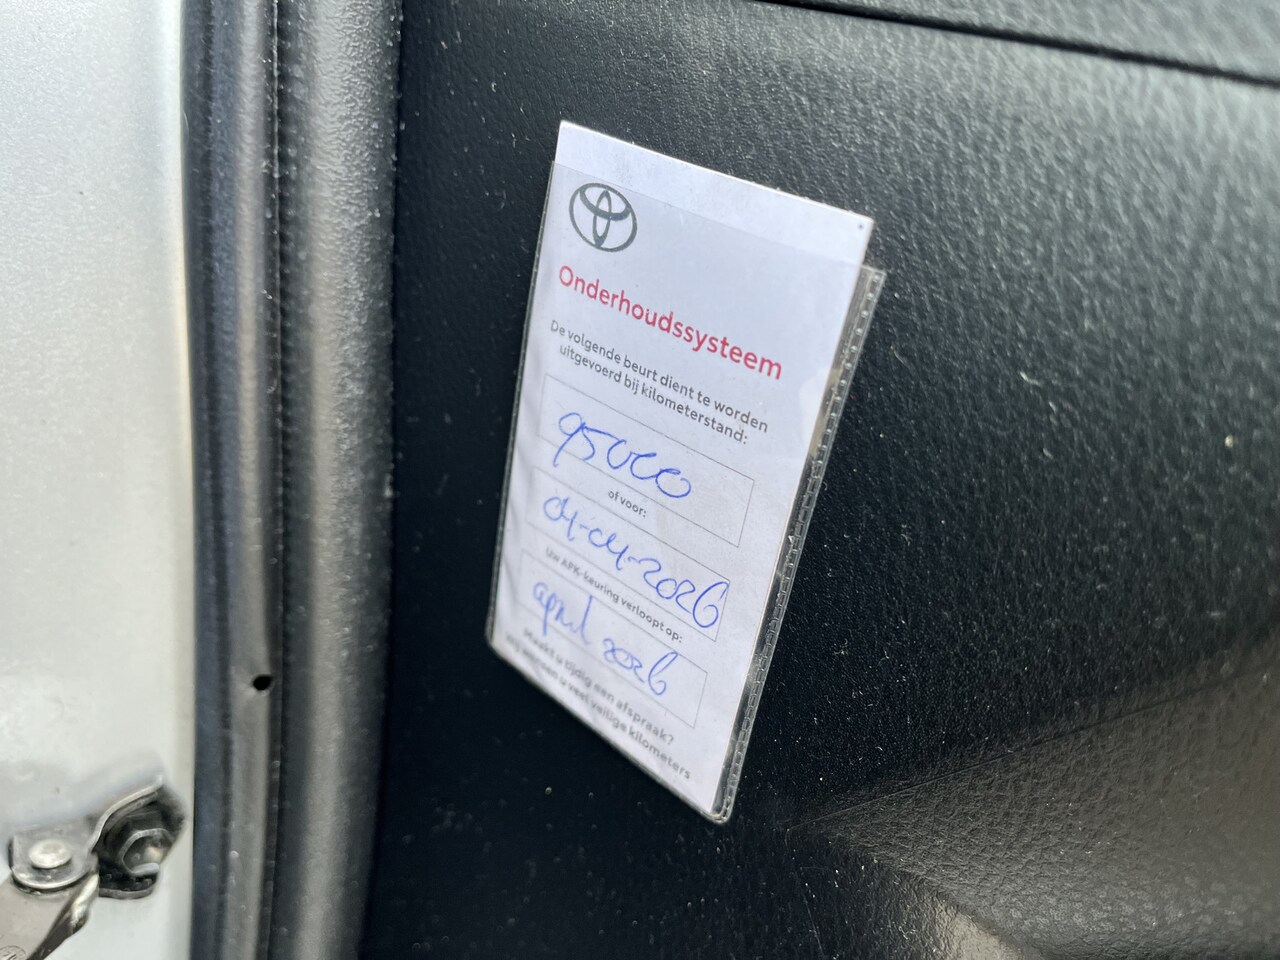 Onderhoudssysteem
De volgende beurt dient te worden
uitgevoerd bij kilometerstand:
95000
of voor:
04-04-2026
Uw APK-keuring verloopt op:
april 2026
Maakt u tijdig een afspraak?
Wij wensen u veel veilige kilometers